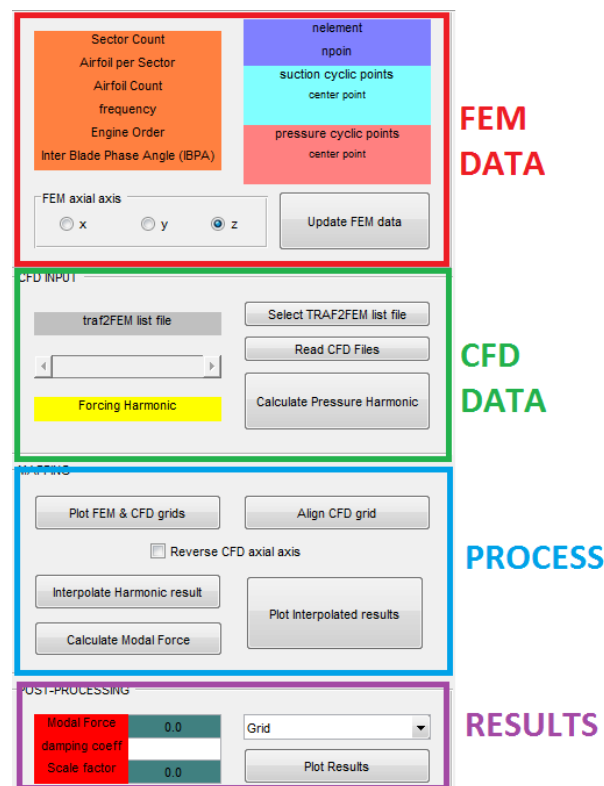 Sector Count
Airfoil per Sector
Airfoil Count
frequency
Engine Order
Inter Blade Phase Angle (IBPA)
nelement
npoin
suction cyclic points
center point
pressure cyclic points
center point
FEM axial axis
x y z
Update FEM data
FEM
DATA
CFD INPUT
traf2FEM list file
Forcing Harmonic
Select TRAF2FEM list file
Read CFD Files
Calculate Pressure Harmonic
CFD
DATA
MAPPING
Plot FEM & CFD grids
Align CFD grid
Reverse CFD axial axis
Interpolate Harmonic result
Plot Interpolated results
Calculate Modal Force
PROCESS
POST-PROCESSING
Modal Force 0.0
damping coeff
Scale factor 0.0
Grid
Plot Results
RESULTS